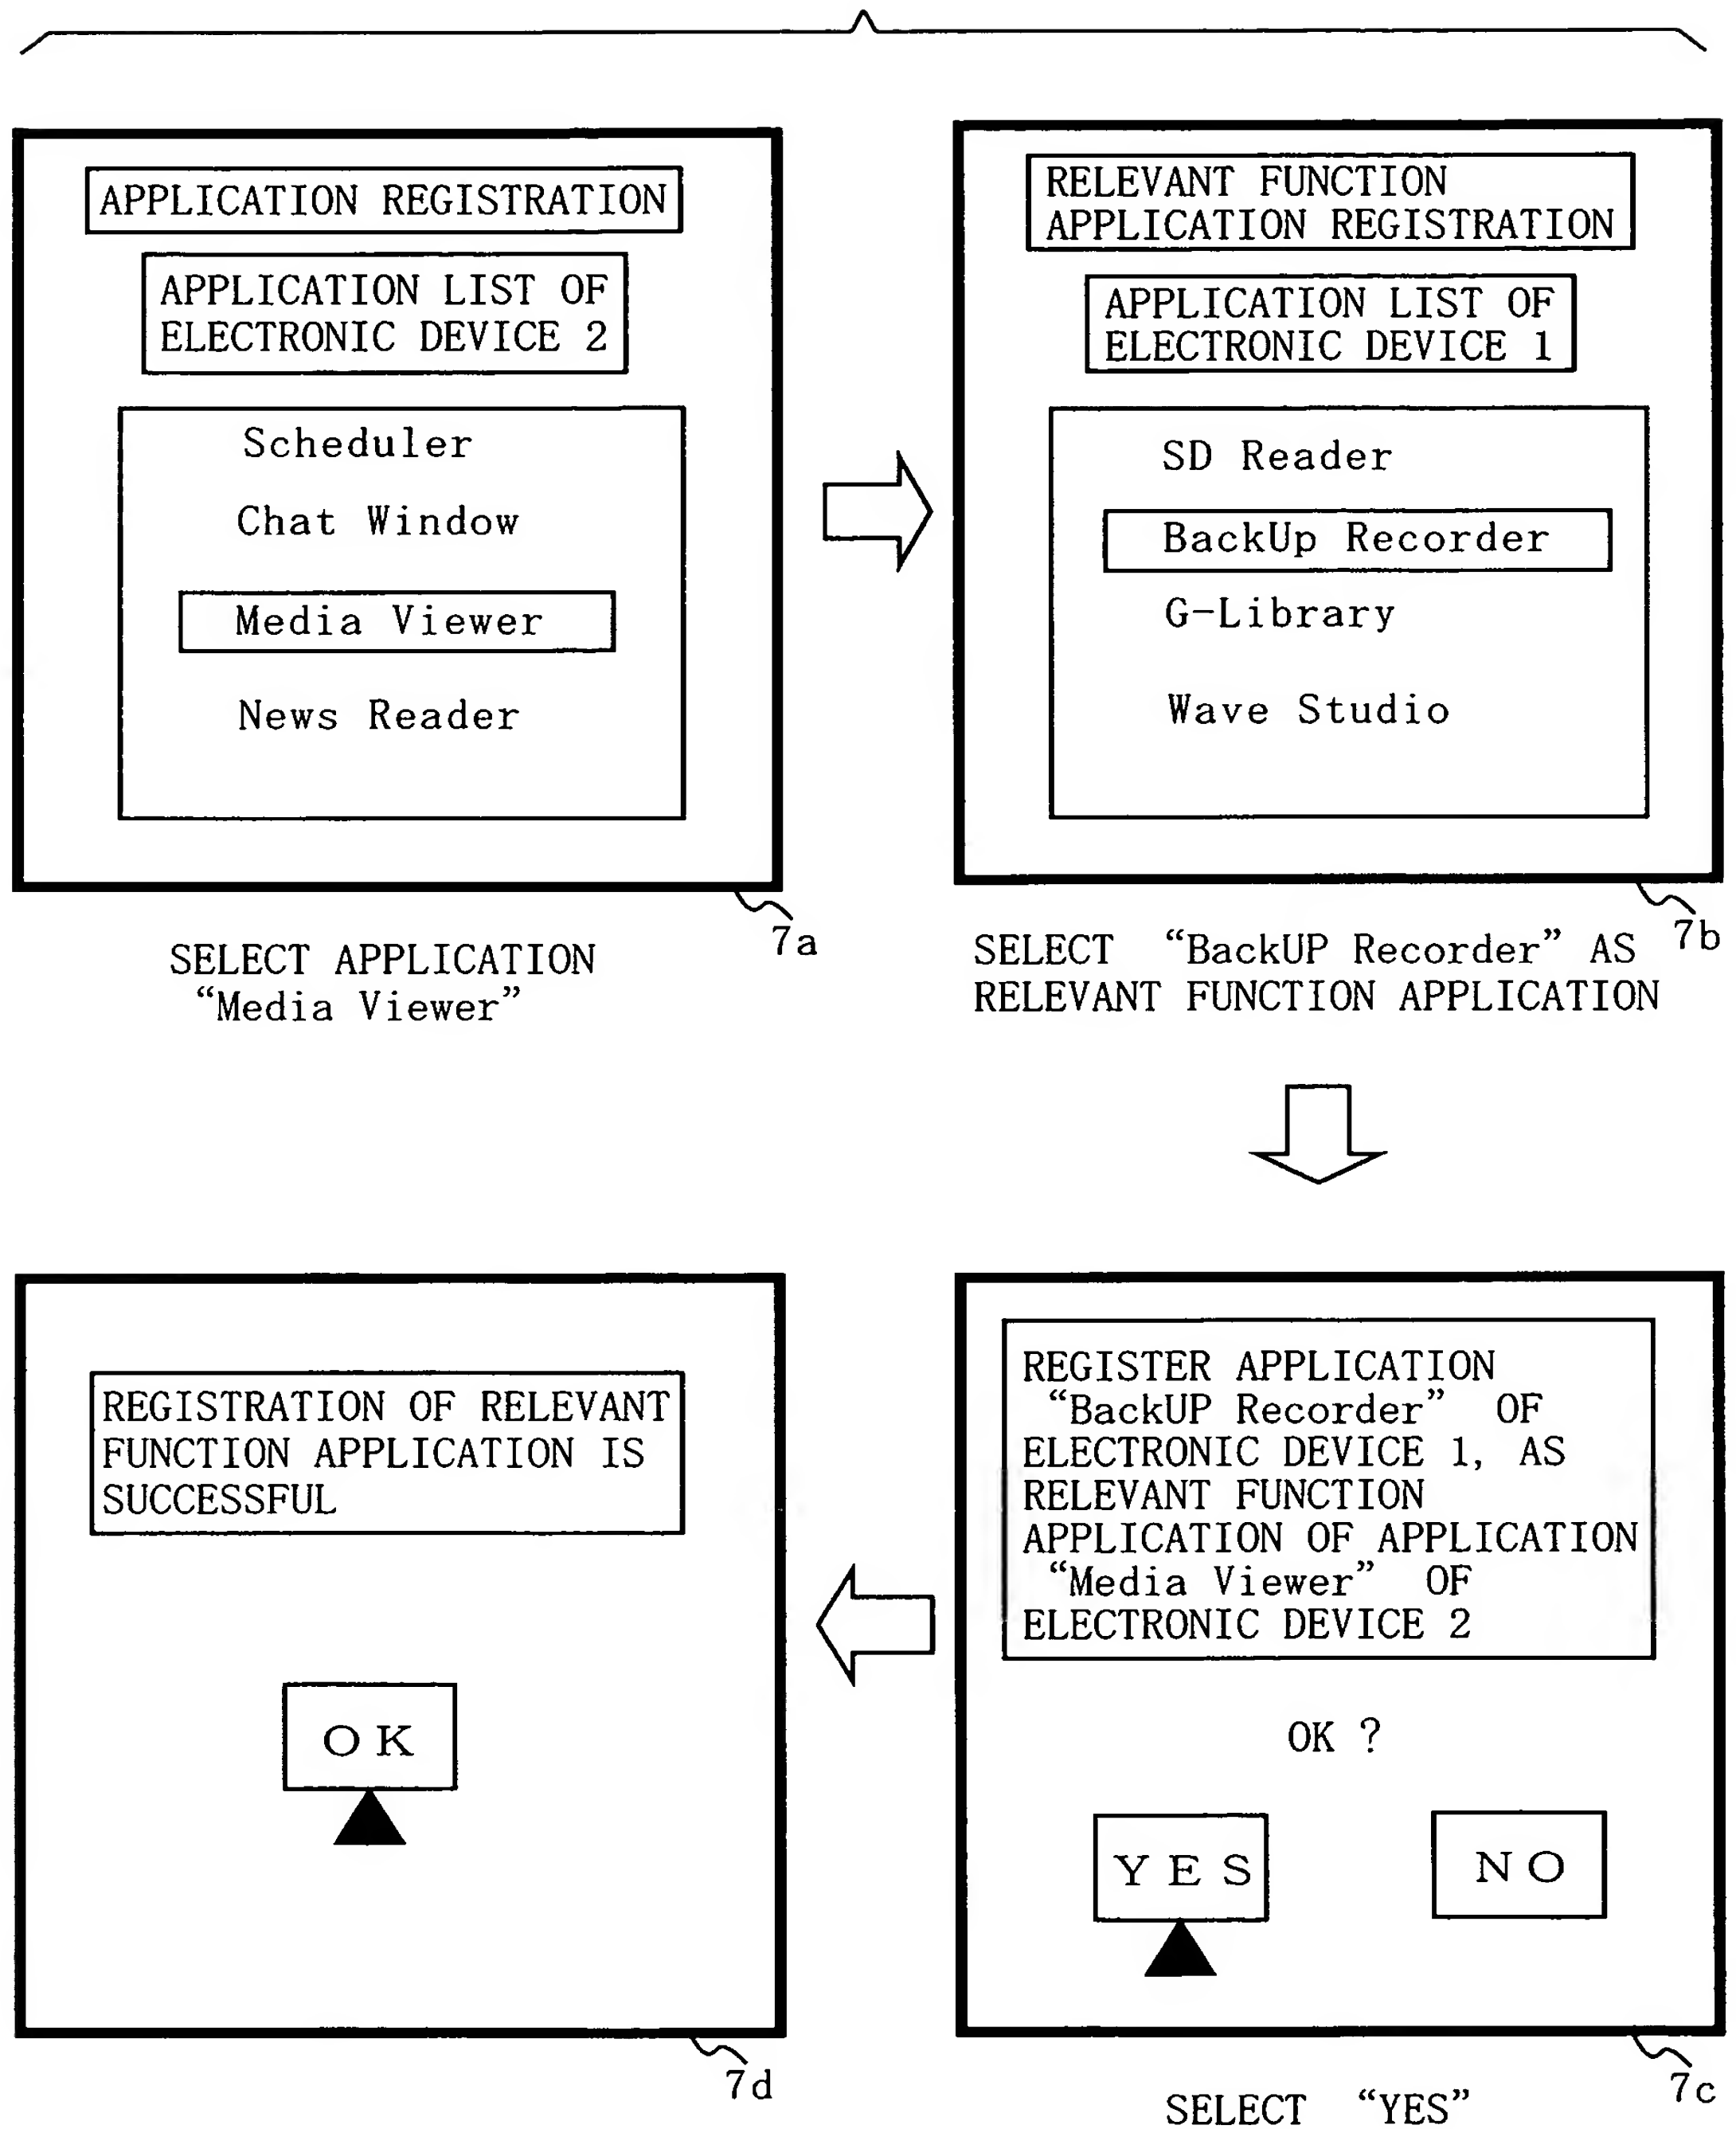 APPLICATION REGISTRATION
APPLICATION LIST OF
ELECTRONIC DEVICE 2
Scheduler
Chat Window
Media Viewer
News Reader
7a
SELECT APPLICATION
“Media Viewer”
RELEVANT FUNCTION
APPLICATION REGISTRATION
APPLICATION LIST OF
ELECTRONIC DEVICE 1
SD Reader
BackUp Recorder
G-Library
Wave Studio
7b
SELECT “BackUP Recorder” AS
RELEVANT FUNCTION APPLICATION
REGISTER APPLICATION
“BackUP Recorder” OF
ELECTRONIC DEVICE 1, AS
RELEVANT FUNCTION
APPLICATION OF APPLICATION
“Media Viewer” OF
ELECTRONIC DEVICE 2
OK ?
YES
NO
7c
SELECT “YES”
REGISTRATION OF RELEVANT
FUNCTION APPLICATION IS
SUCCESSFUL
OK
7d